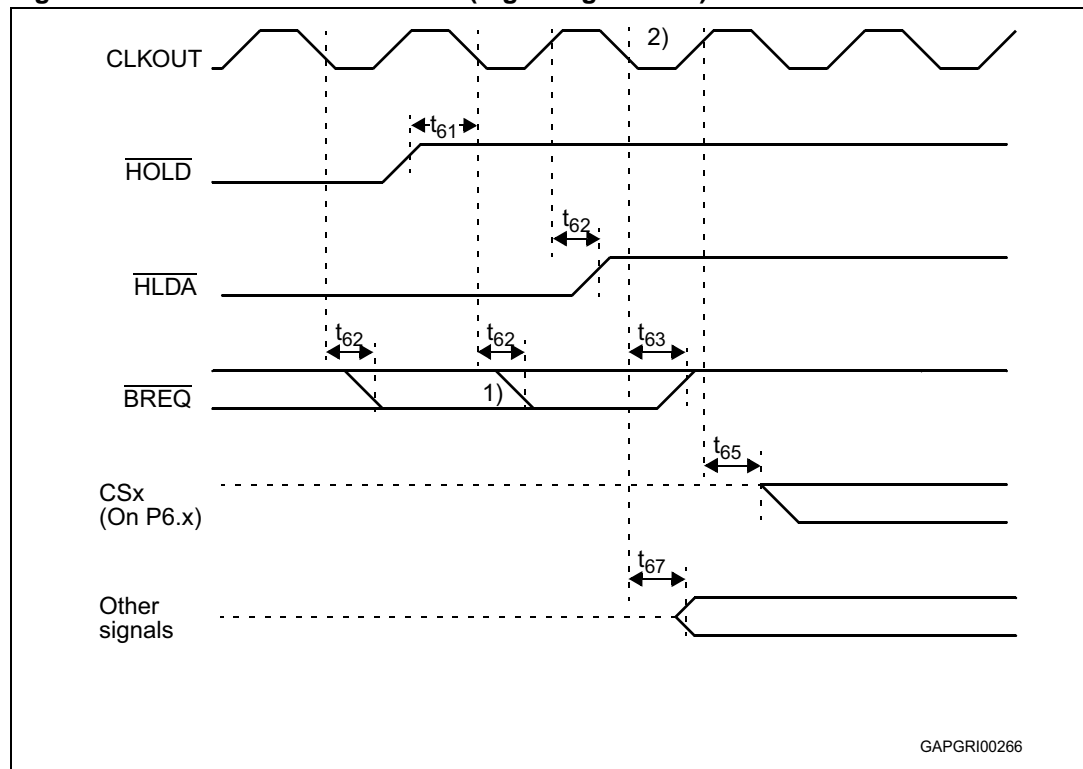 CLKOUT
2)
t61
HOLD
t62
HLDA
t62
t62
t63
BREQ
1)
t65
CSx
(On P6.x)
t67
Other
signals
GAPGRI00266